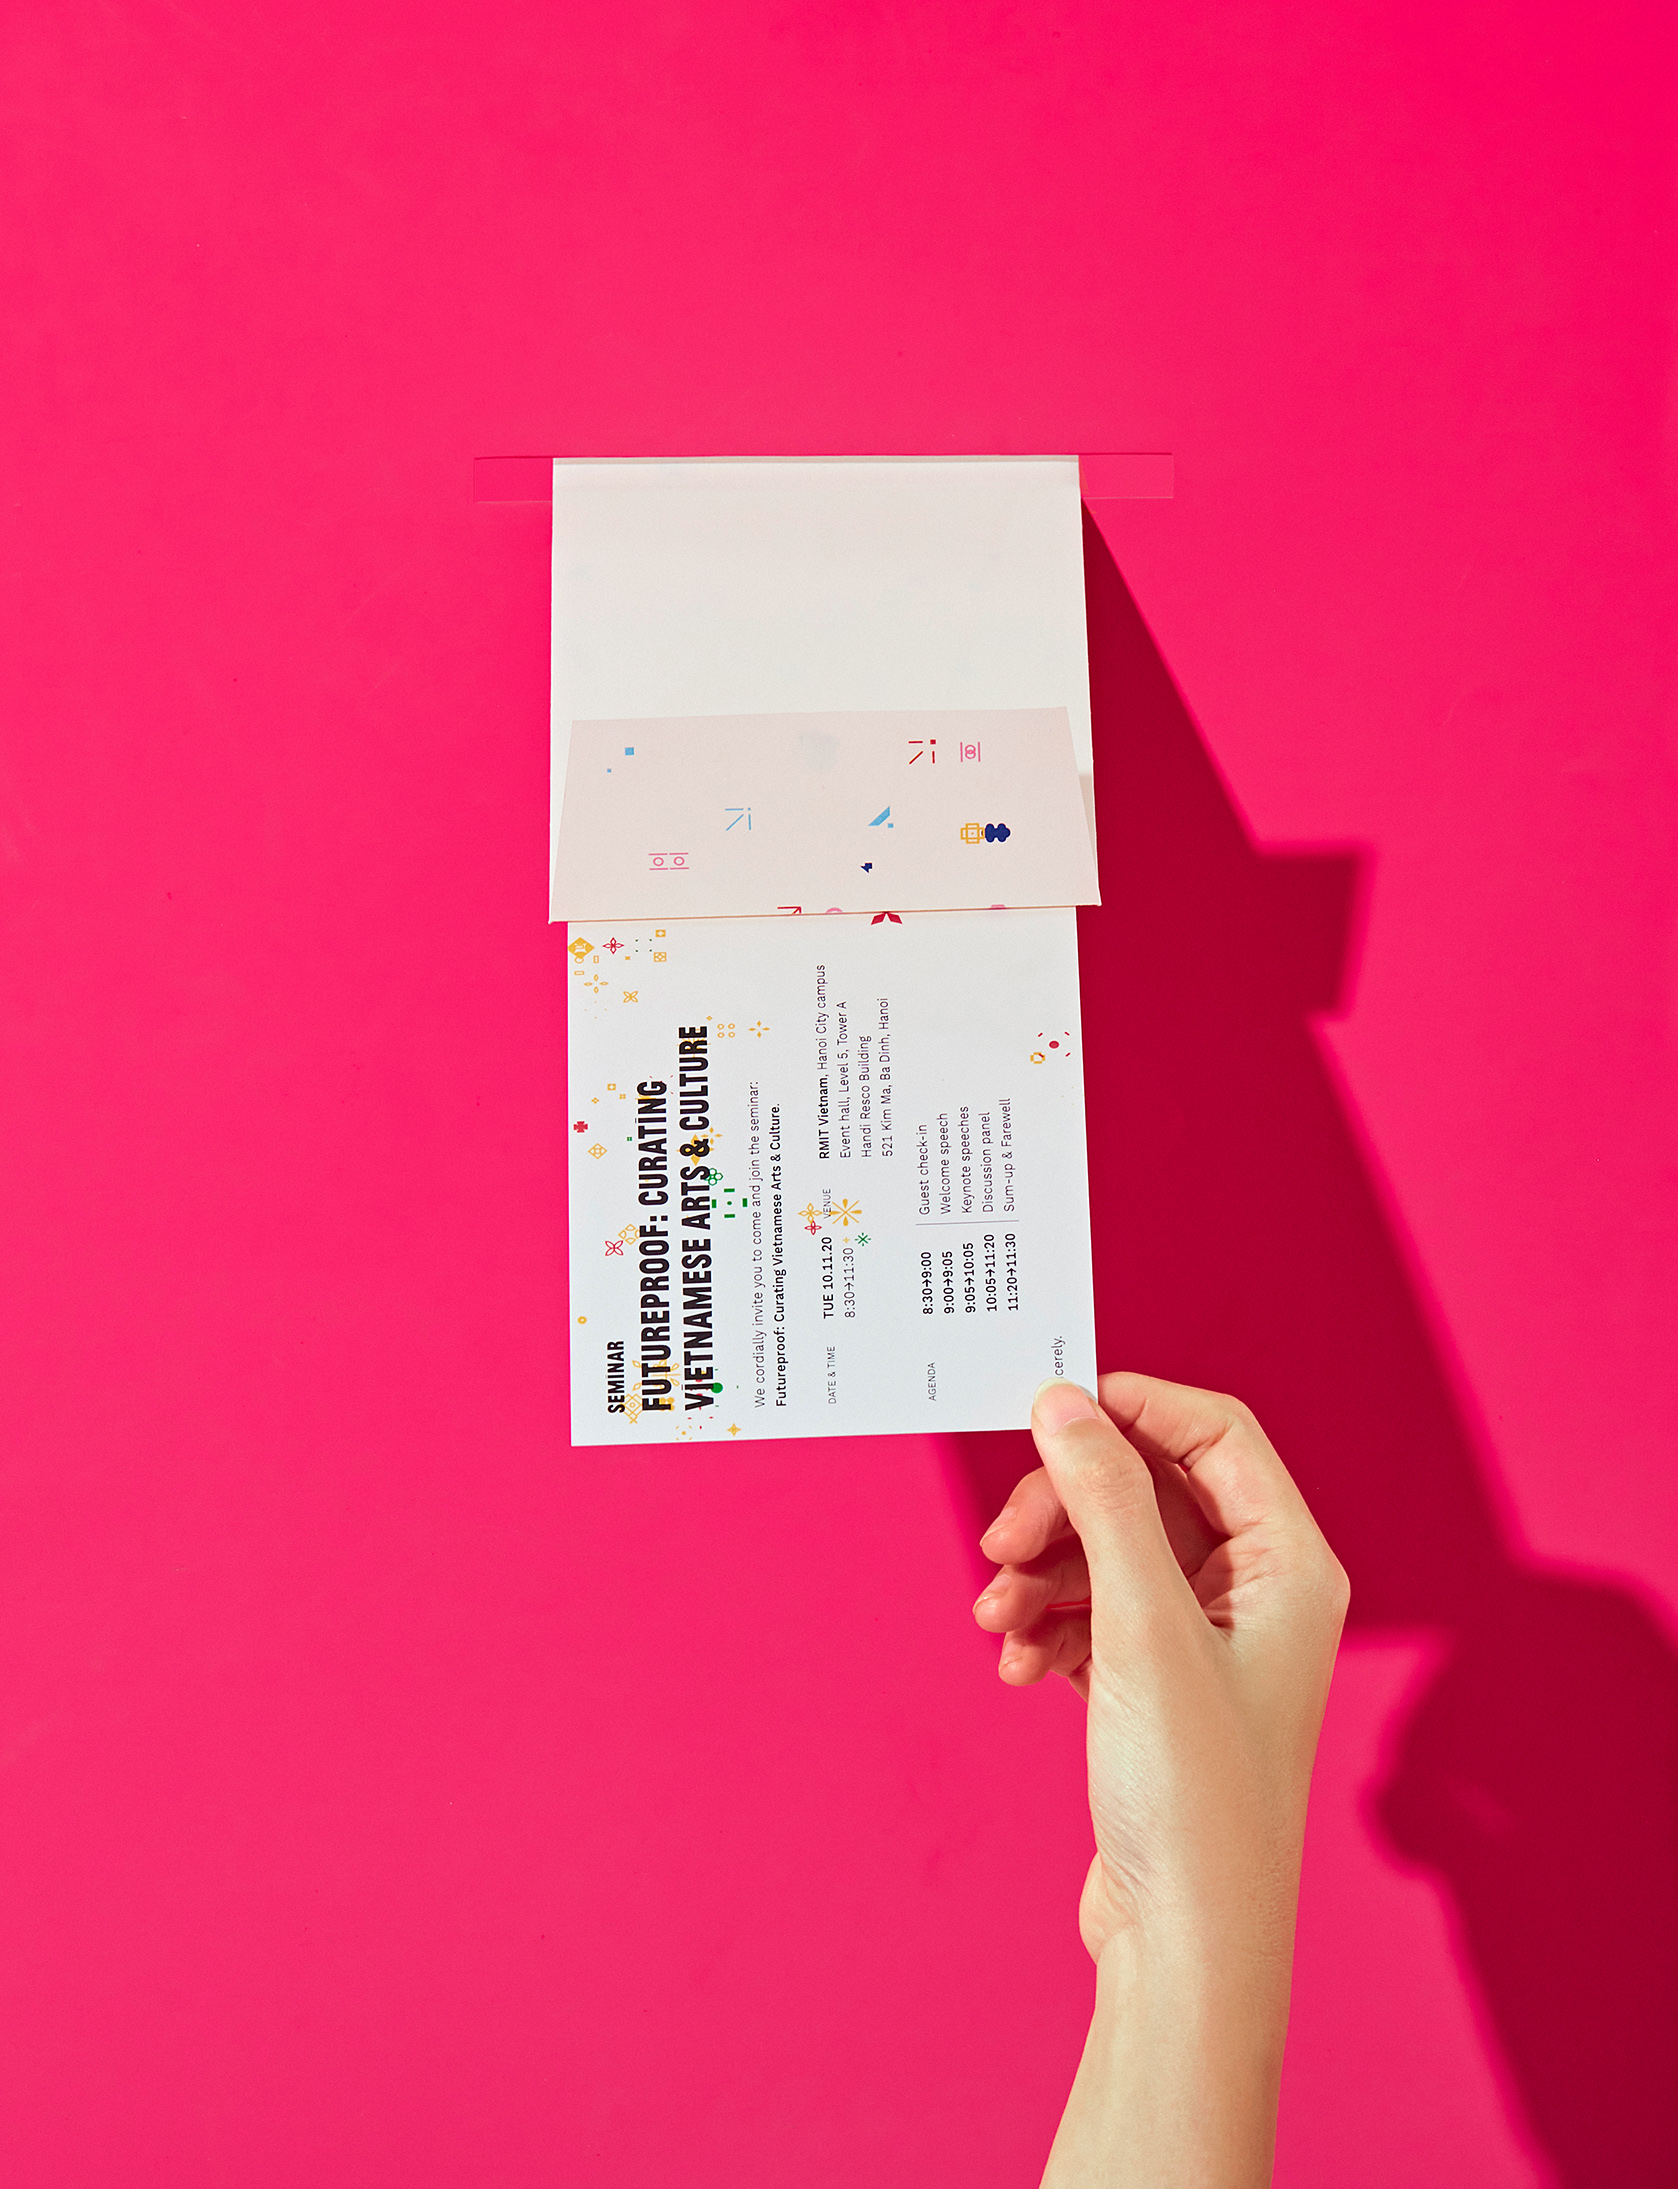 SEMINAR
FUTUREPROOF: CURATING
VIETNAMESE ARTS & CULTURE
We cordially invite you to come and join the seminar:
Futureproof: Curating Vietnamese Arts & Culture.
DATE & TIME
TUE 10.11.20
8:30→11:30
VENUE
RMIT Vietnam, Hanoi City campus
Event hall, Level 5, Tower A
Handi Resco Building
521 Kim Ma, Ba Dinh, Hanoi
AGENDA
8:30→9:00 Guest check-in
9:00→9:05 Welcome speech
9:05→10:05 Keynote speeches
10:05→11:20 Discussion panel
11:20→11:30 Sum-up & Farewell
cerely.